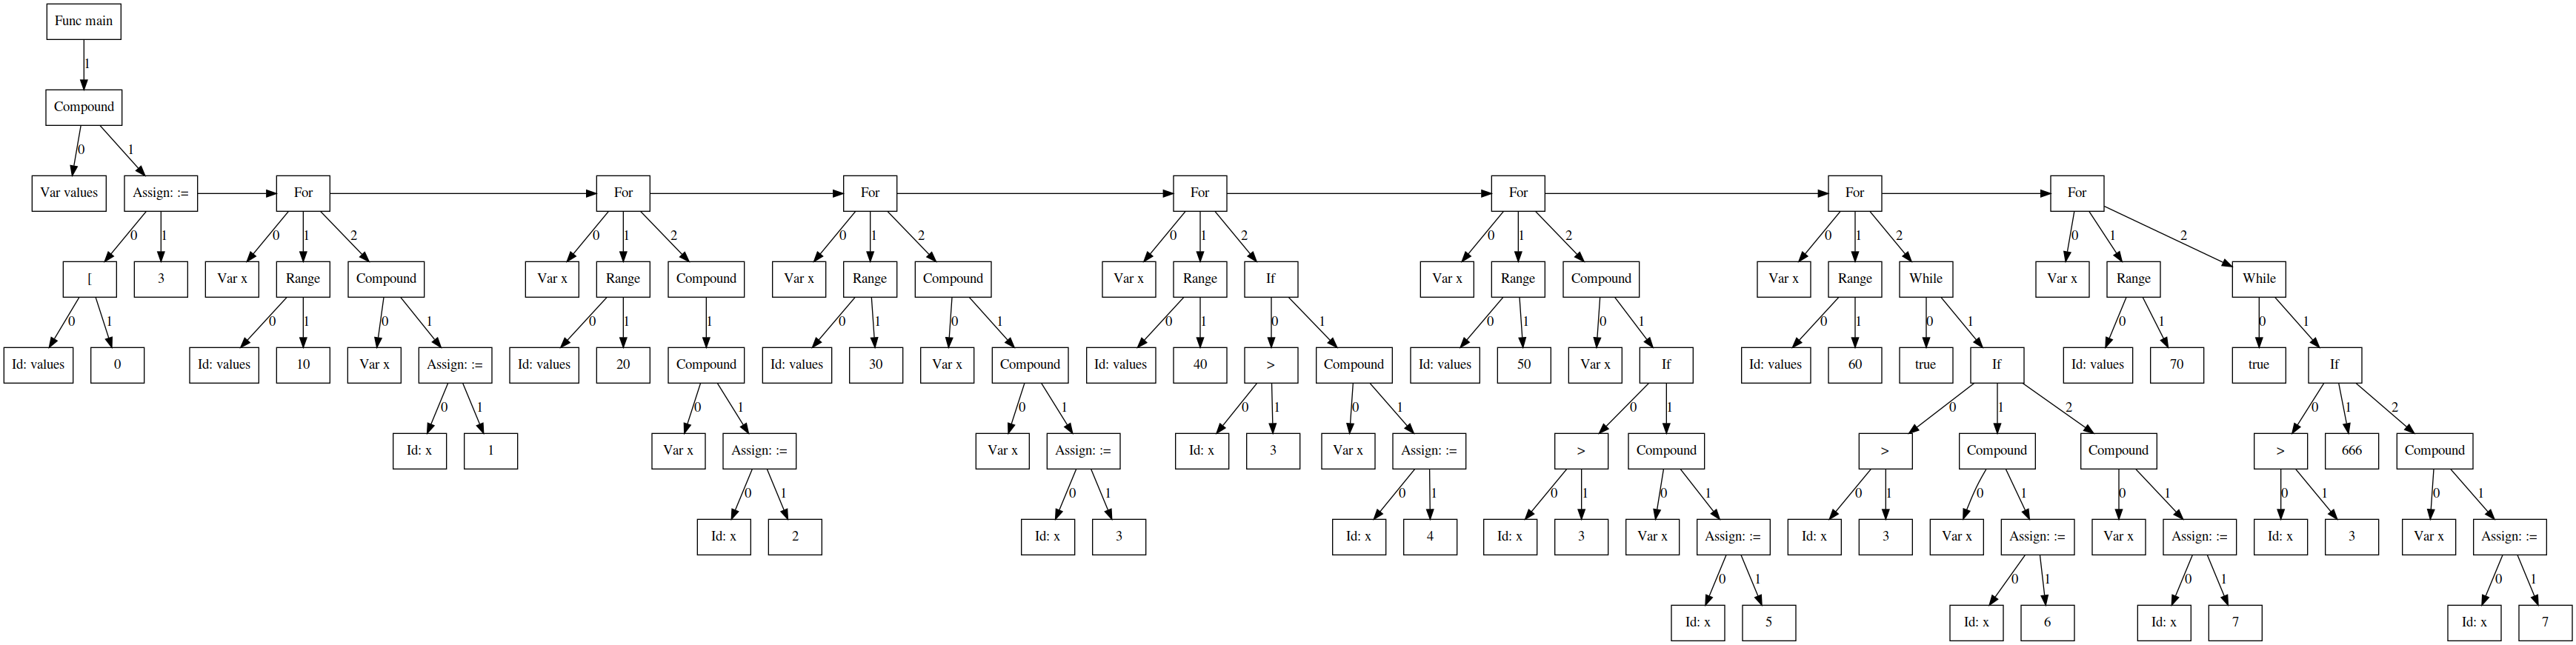 Func main
1
Compound
0 1
Var values Assign: := For For For For For For For
0 1 0 1 2 0 1 2 0 1 2 0 1 2 0 1 2 0 1 2 0 1 2
[ 3 Var x Range Compound Var x Range Compound Var x Range Compound Var x Range If Var x Range Compound Var x Range While Var x Range While
0 1 0 1 0 1 0 1 1 0 1 0 1 0 1 0 1 0 1 0 1 0 1 0 1 0 1 0 1
Id: values 0 Id: values 10 Var x Assign: := Id: values 20 Compound Id: values 30 Var x Compound Id: values 40 > Compound Id: values 50 Var x If Id: values 60 true If Id: values 70 true If
0 1 0 1 0 1 0 1 0 1 0 1 0 1 2 0 1 2
Id: x 1 Var x Assign: := Var x Assign: := Id: x 3 Var x Assign: := > Compound > Compound Compound > 666 Compound
0 1 0 1 0 1 0 1 0 1 0 1 0 1 0 1 0 1 0 1
Id: x 2 Id: x 3 Id: x 4 Id: x 3 Var x Assign: := Id: x 3 Var x Assign: := Var x Assign: := Id: x 3 Var x Assign: :=
0 1 0 1 0 1 0 1
Id: x 5 Id: x 6 Id: x 7 Id: x 7